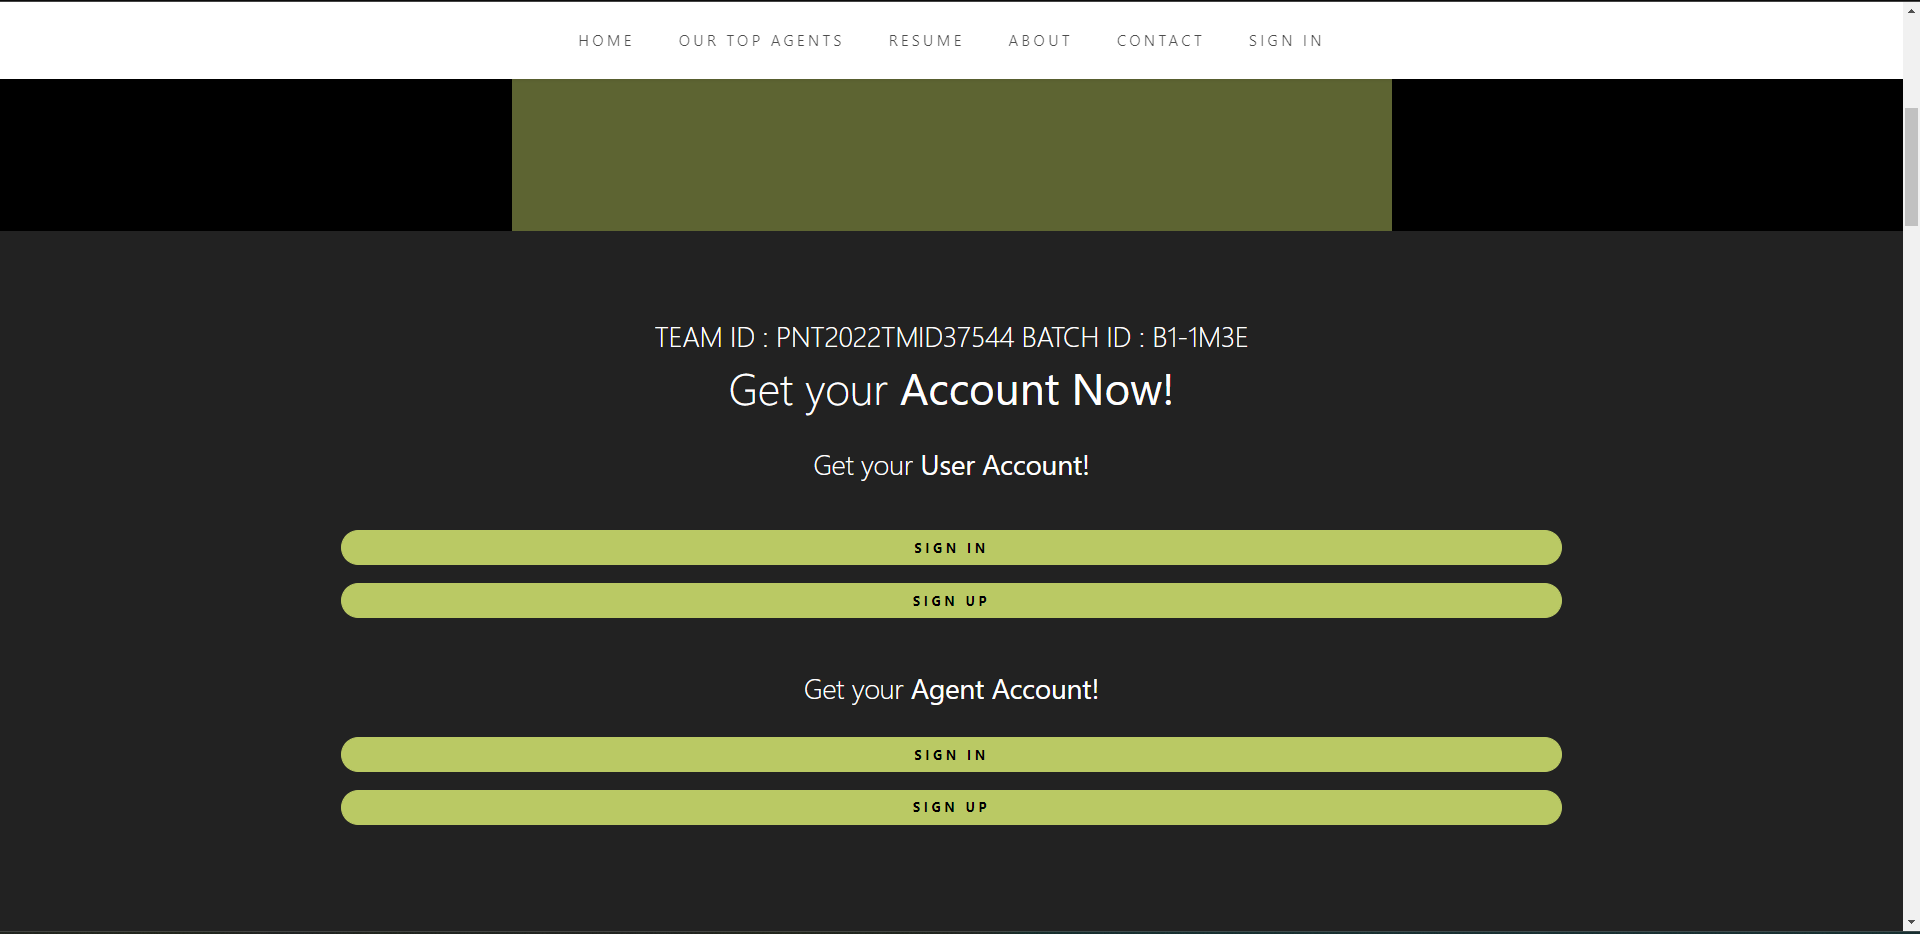 HOME OUR TOP AGENTS RESUME ABOUT CONTACT SIGN IN
TEAM ID : PNT2022TMID37544 BATCH ID : B1-1M3E
Get your Account Now!
Get your User Account!
SIGN IN
SIGN UP
Get your Agent Account!
SIGN IN
SIGN UP